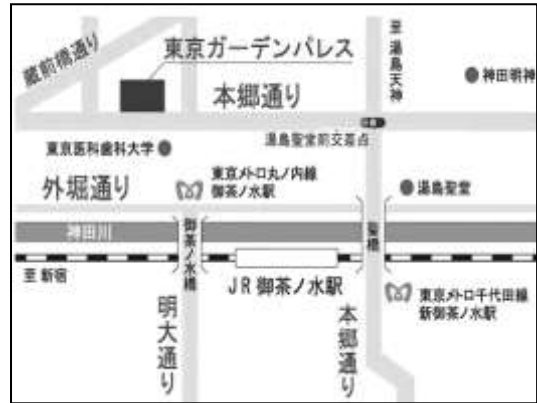 蔵前橋通り
東京ガーデンパレス
至 湯島天神
神田明神
本郷通り
湯島聖堂前交差点
東京医科歯科大学
外堀通り
東京メトロ丸ノ内線
御茶ノ水駅
湯島聖堂
神田川
御茶ノ水橋
聖橋
至 新宿
JR 御茶ノ水駅
東京メトロ千代田線
新御茶ノ水駅
明大通り
本郷通り